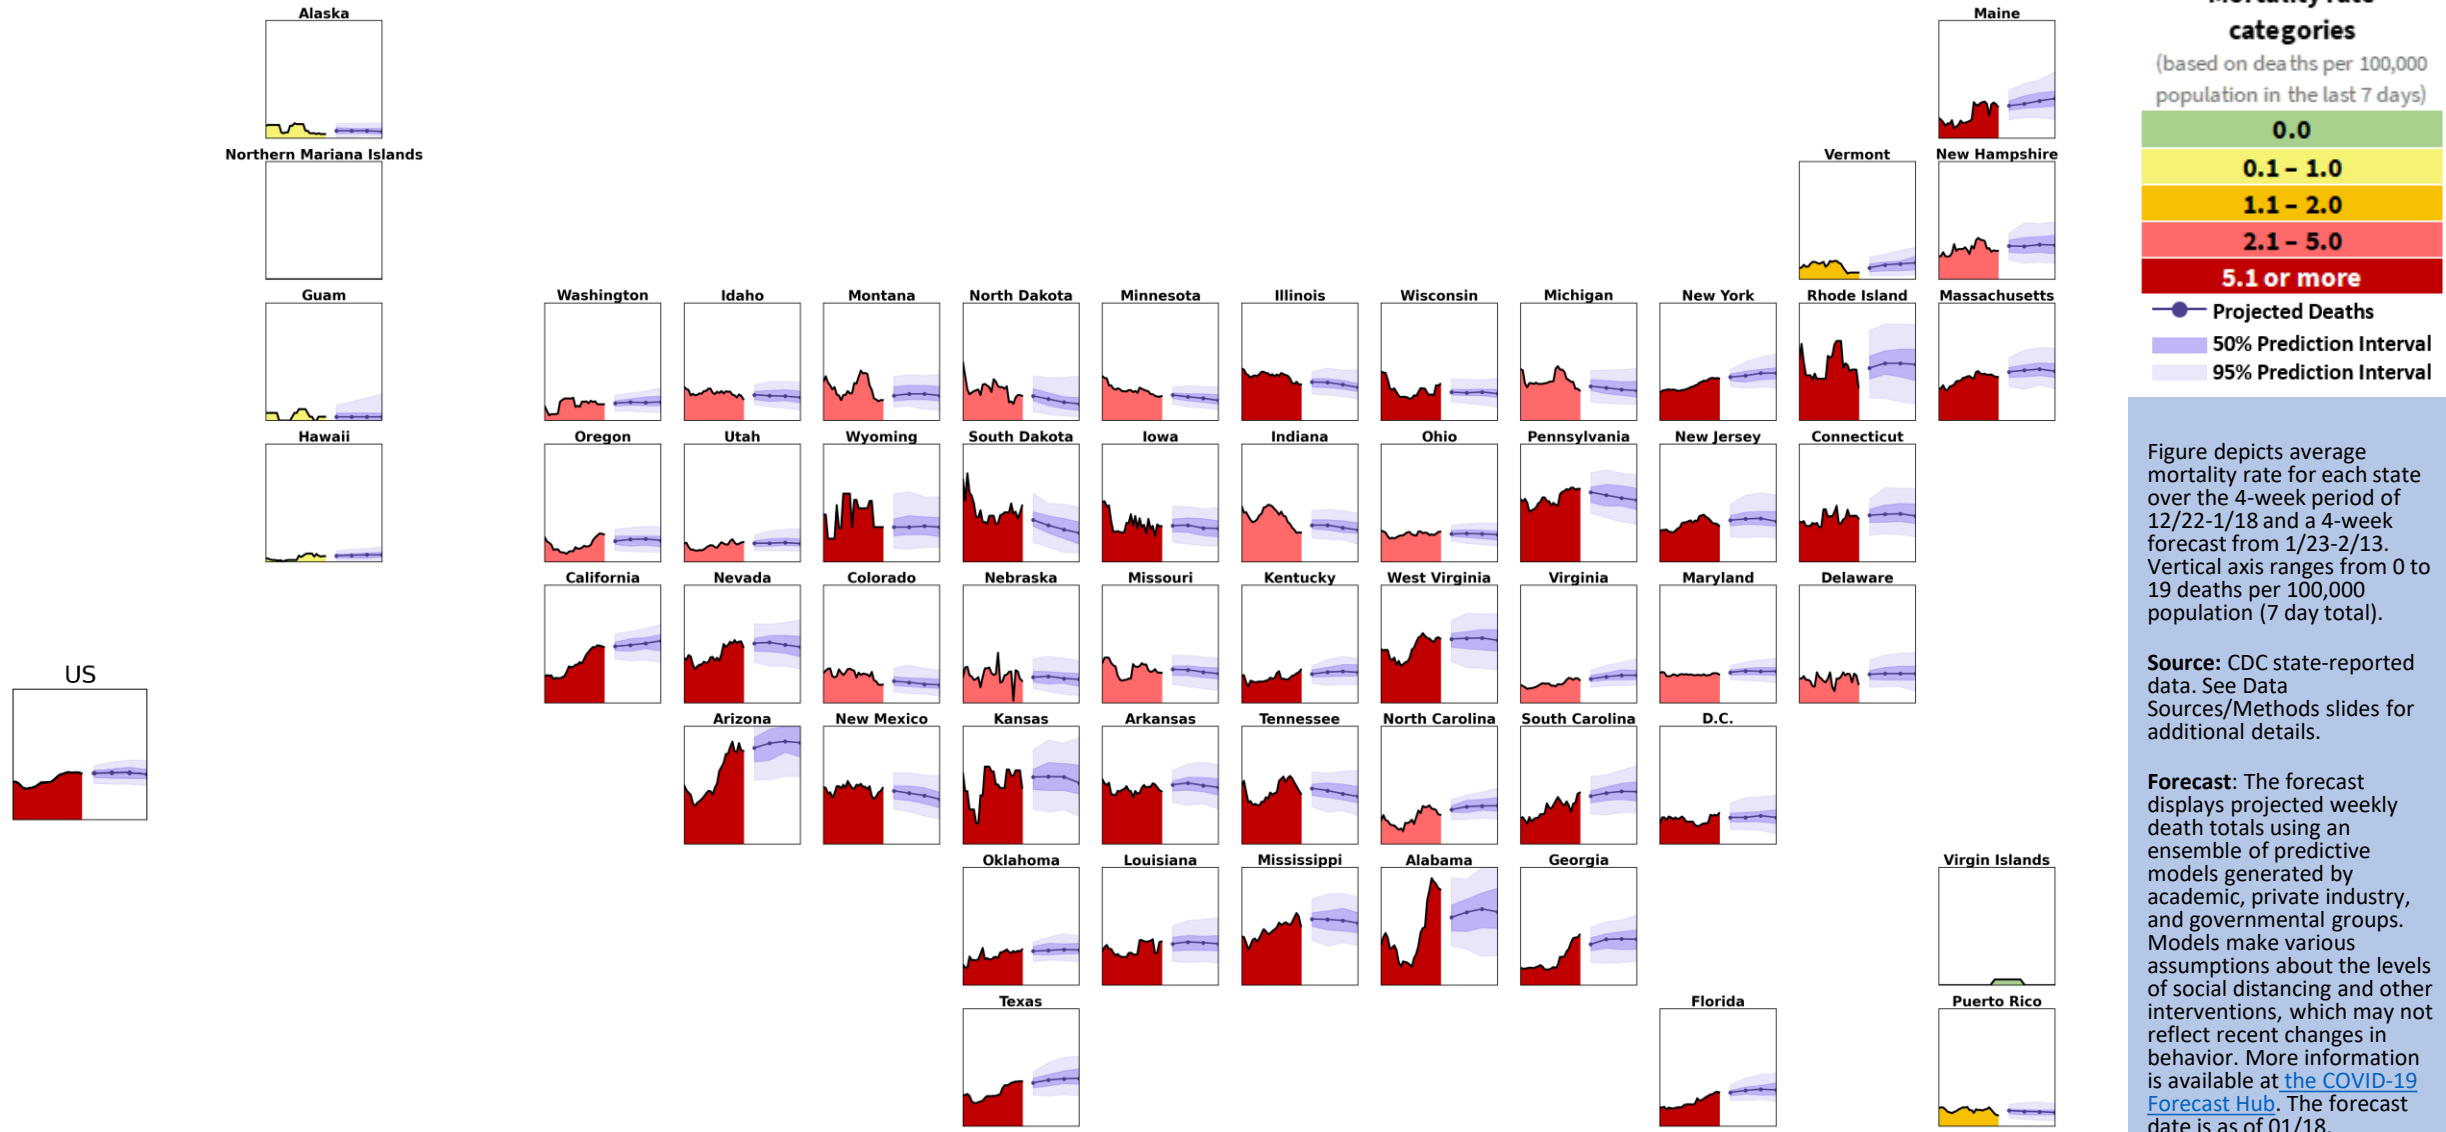 Alaska
Maine
Mortality rate
categories
(based on deaths per 100,000
population in the last 7 days)
0.0
0.1 – 1.0
1.1 – 2.0
2.1 – 5.0
5.1 or more
Projected Deaths
50% Prediction Interval
95% Prediction Interval
Northern Mariana Islands
Vermont
New Hampshire
Guam
Washington
Idaho
Montana
North Dakota
Minnesota
Illinois
Wisconsin
Michigan
New York
Rhode Island
Massachusetts
Hawaii
Oregon
Utah
Wyoming
South Dakota
Iowa
Indiana
Ohio
Pennsylvania
New Jersey
Connecticut
California
Nevada
Colorado
Nebraska
Missouri
Kentucky
West Virginia
Virginia
Maryland
Delaware
US
Arizona
New Mexico
Kansas
Arkansas
Tennessee
North Carolina
South Carolina
D.C.
Oklahoma
Louisiana
Mississippi
Alabama
Georgia
Virgin Islands
Texas
Florida
Puerto Rico
Figure depicts average
mortality rate for each state
over the 4-week period of
12/22-1/18 and a 4-week
forecast from 1/23-2/13.
Vertical axis ranges from 0 to
19 deaths per 100,000
population (7 day total).
Source: CDC state-reported
data. See Data
Sources/Methods slides for
additional details.
Forecast: The forecast
displays projected weekly
death totals using an
ensemble of predictive
models generated by
academic, private industry,
and governmental groups.
Models make various
assumptions about the levels
of social distancing and other
interventions, which may not
reflect recent changes in
behavior. More information
is available at the COVID-19
Forecast Hub. The forecast
date is as of 01/18.